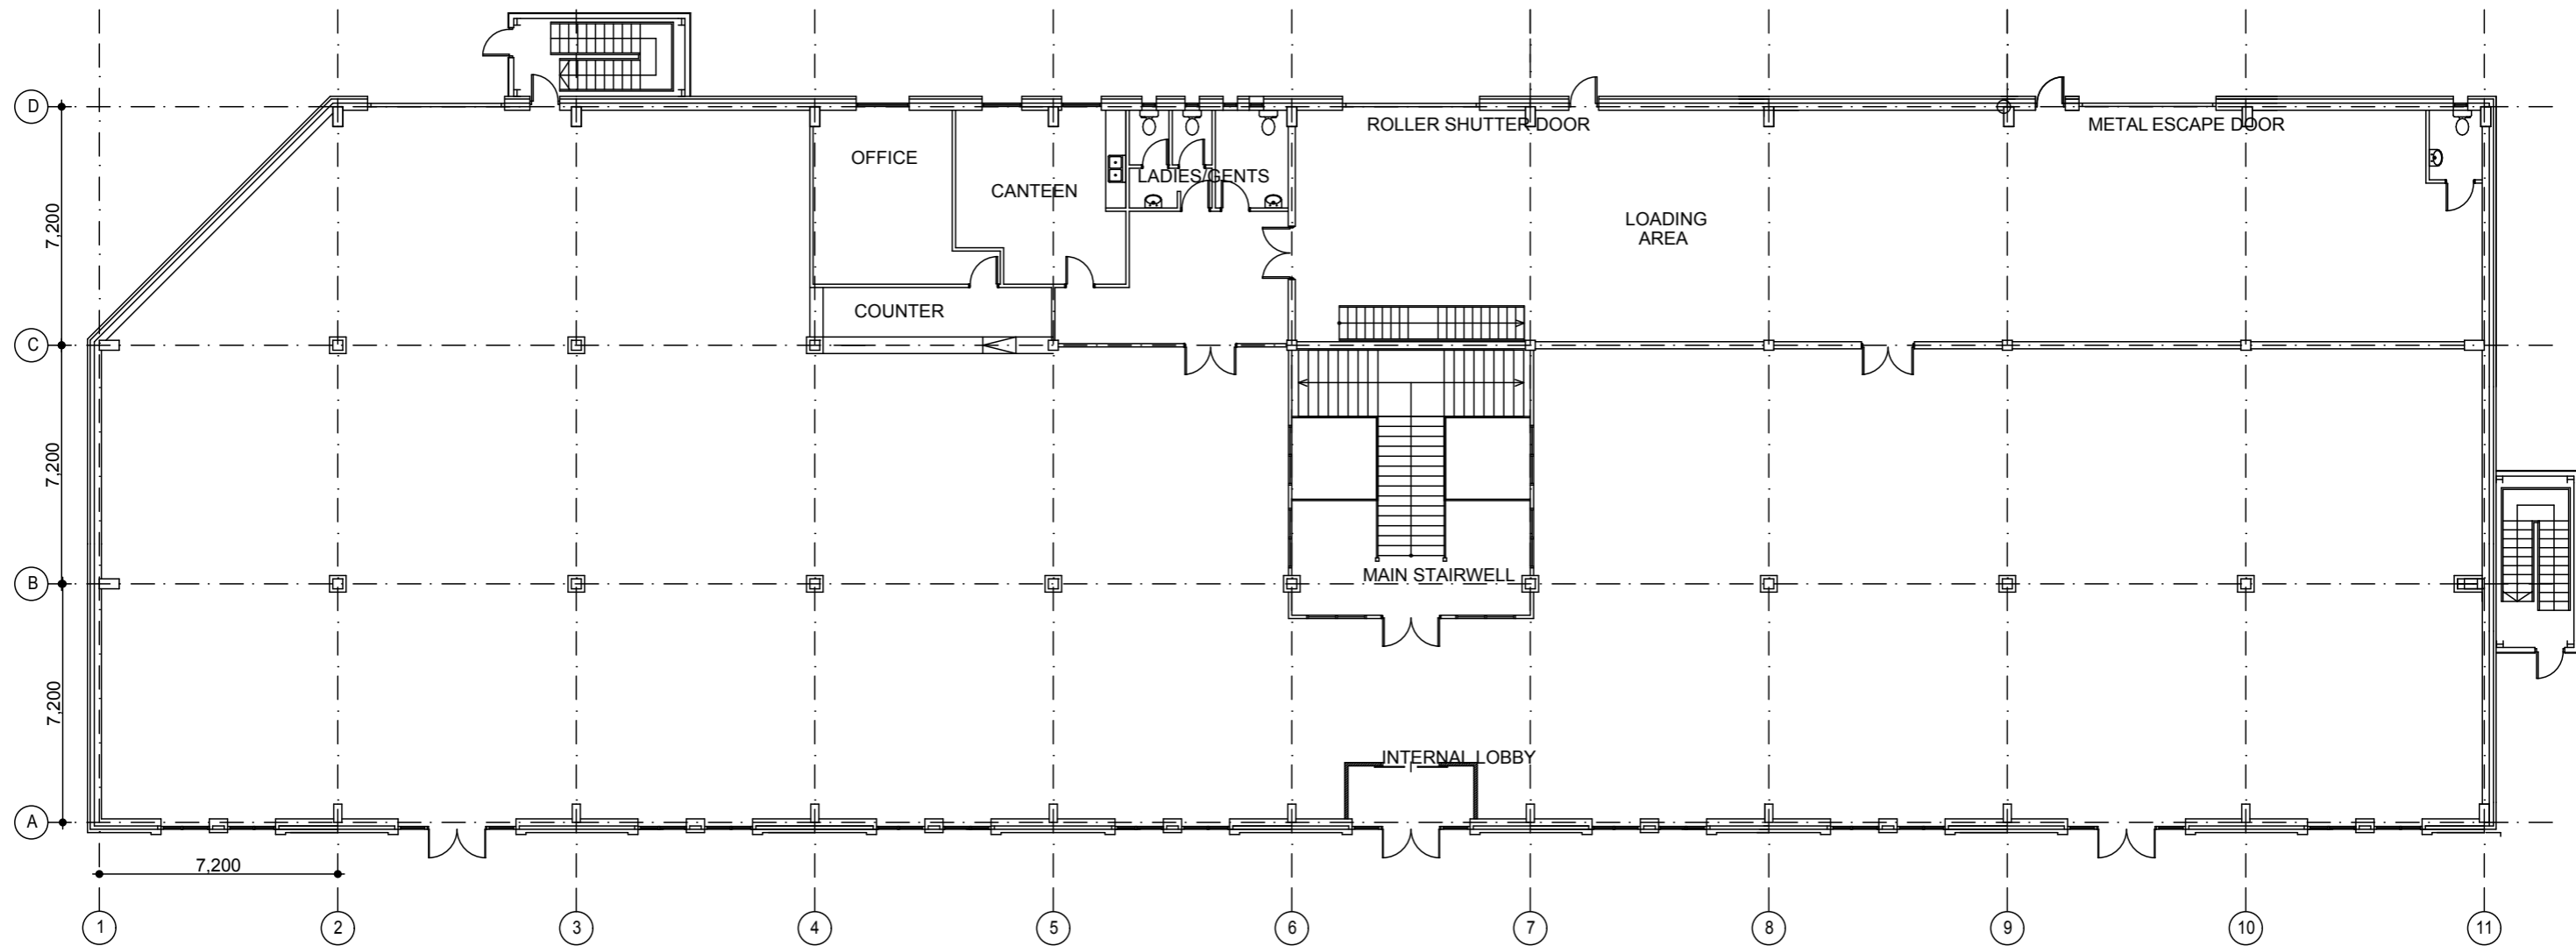 D
ROLLER SHUTTER DOOR
METAL ESCAPE DOOR
OFFICE
CANTEEN
LADIES/GENTS
7,200
LOADING
AREA
COUNTER
C
7,200
B
MAIN STAIRWELL
7,200
INTERNAL LOBBY
A
7,200
1
2
3
4
5
6
7
8
9
10
11